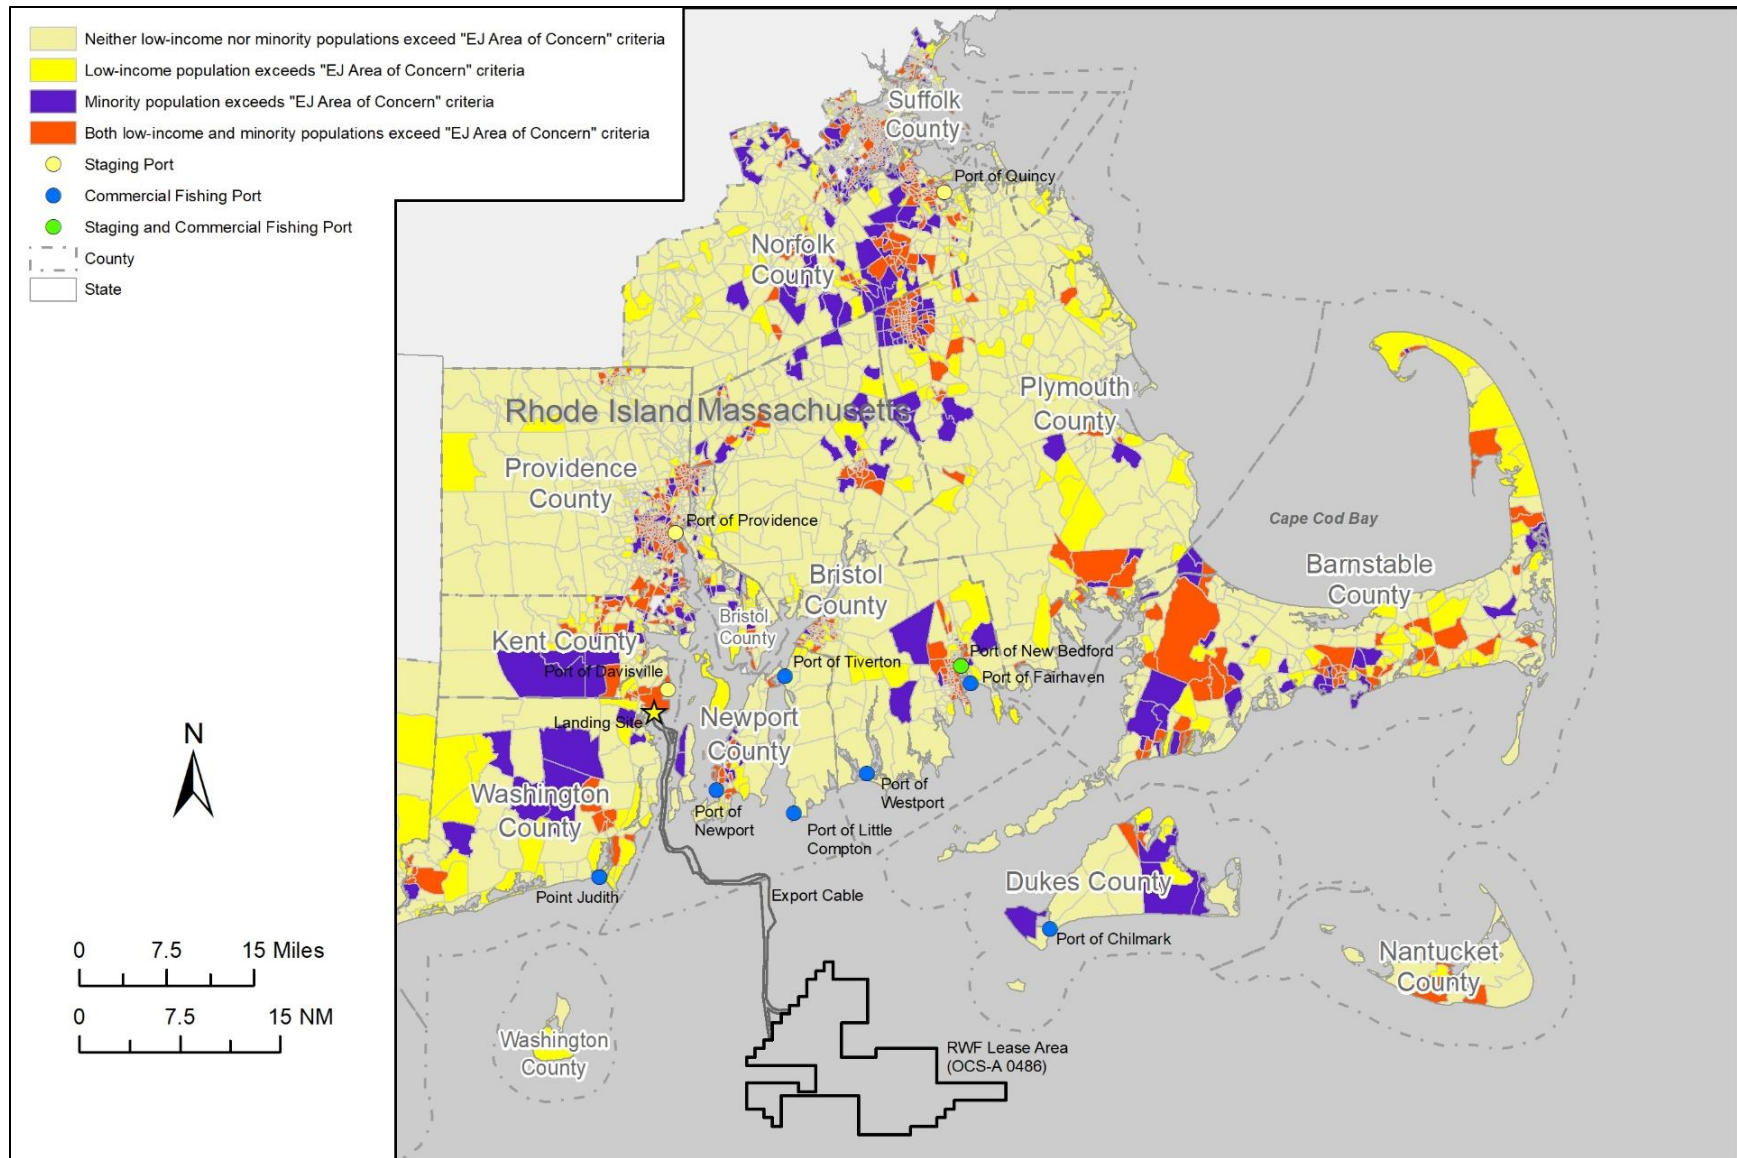 Neither low-income nor minority populations exceed "EJ Area of Concern" criteria
Low-income population exceeds "EJ Area of Concern" criteria
Minority population exceeds "EJ Area of Concern" criteria
Both low-income and minority populations exceed "EJ Area of Concern" criteria
Staging Port
Commercial Fishing Port
Staging and Commercial Fishing Port
County
State
Suffolk
County
Port of Quincy
Norfolk
County
Plymouth
County
Rhode Island
Massachusetts
Providence
County
Port of Providence
Cape Cod Bay
Barnstable
County
Bristol
County
Bristol
County
Kent County
Port of Davisville
Port of Tiverton
Port of New Bedford
Port of Fairhaven
Landing Site
Newport
County
Washington
County
Port of
Newport
Port of
Westport
Port of Little
Compton
Point Judith
Export Cable
Dukes County
Port of Chilmark
Nantucket
County
Washington
County
RWF Lease Area
(OCS-A 0486)
N
0 7.5 15 Miles
0 7.5 15 NM